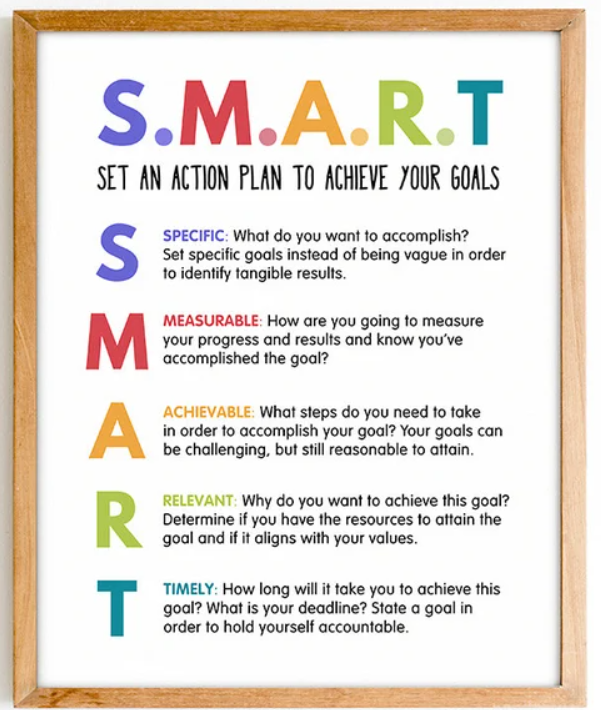 S.M.A.R.T
SET AN ACTION PLAN TO ACHIEVE YOUR GOALS
S
SPECIFIC: What do you want to accomplish?
Set specific goals instead of being vague in order
to identify tangible results.
M
MEASURABLE: How are you going to measure
your progress and results and know you've
accomplished the goal?
A
ACHIEVABLE: What steps do you need to take
in order to accomplish your goal? Your goals can
be challenging, but still reasonable to attain.
R
RELEVANT: Why do you want to achieve this goal?
Determine if you have the resources to attain the
goal and if it aligns with your values.
T
TIMELY: How long will it take you to achieve this
goal? What is your deadline? State a goal in
order to hold yourself accountable.